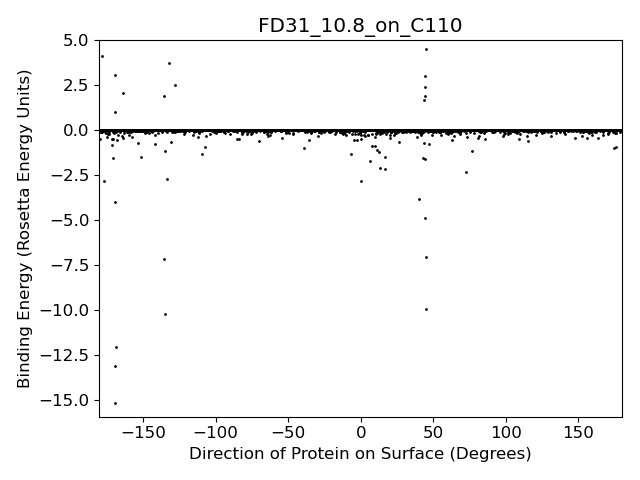 FD31_10.8_on_C110
Binding Energy (Rosetta Energy Units)
5.0
2.5
0.0
−2.5
−5.0
−7.5
−10.0
−12.5
−15.0
−150 −100 −50 0 50 100 150
Direction of Protein on Surface (Degrees)